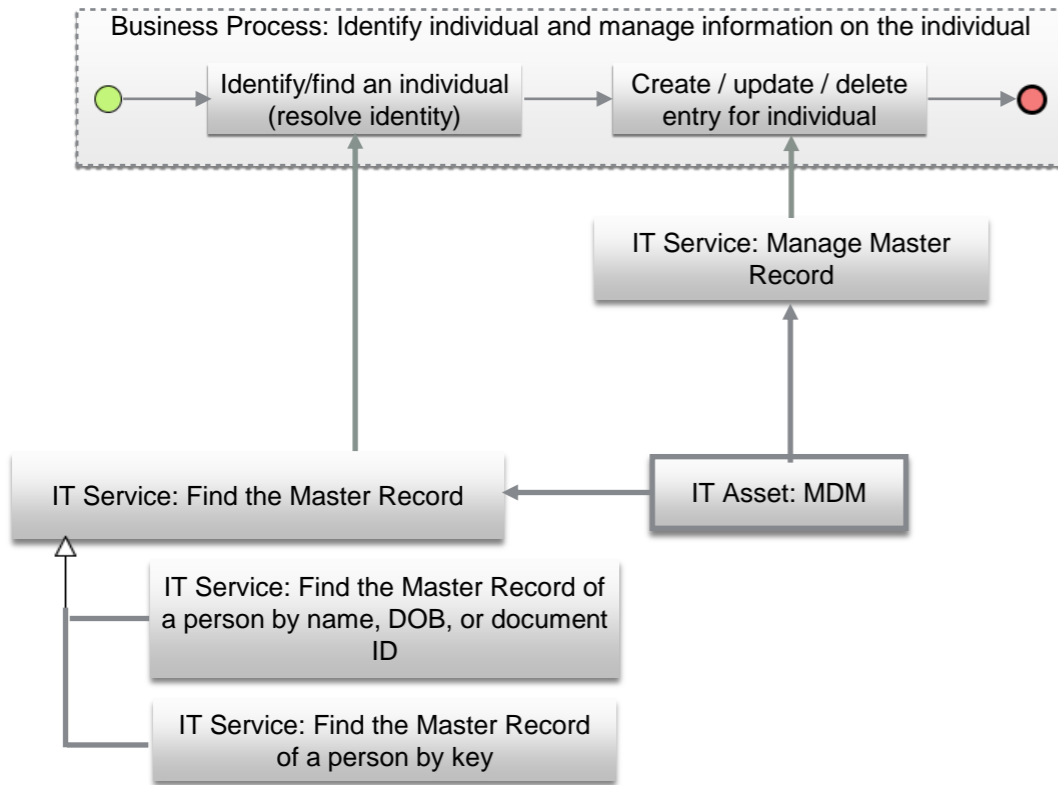 Business Process: Identify individual and manage information on the individual
Identify/find an individual
(resolve identity)
Create / update / delete
entry for individual
IT Service: Manage Master
Record
IT Service: Find the Master Record
IT Asset: MDM
IT Service: Find the Master Record of
a person by name, DOB, or document
ID
IT Service: Find the Master Record
of a person by key